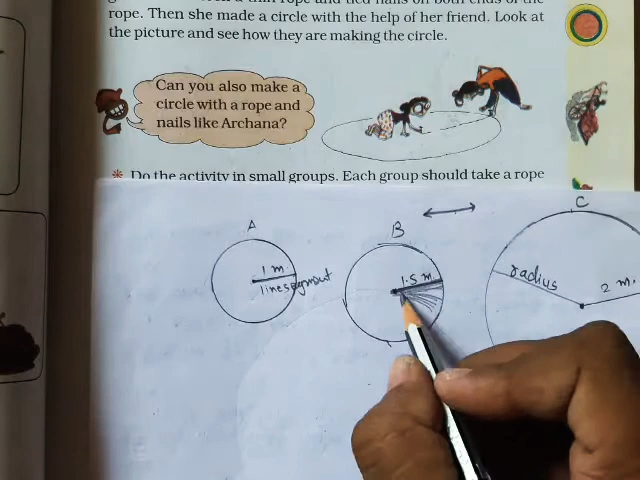 rope. Then she made a circle with the help of her friend. Look at
the picture and see how they are making the circle.
Can you also make a
circle with a rope and
nails like Archana?
* Do the activity in small groups. Each group should take a rope
A
1 m
linesegment
B
1.5 m
C
radius
2 m.